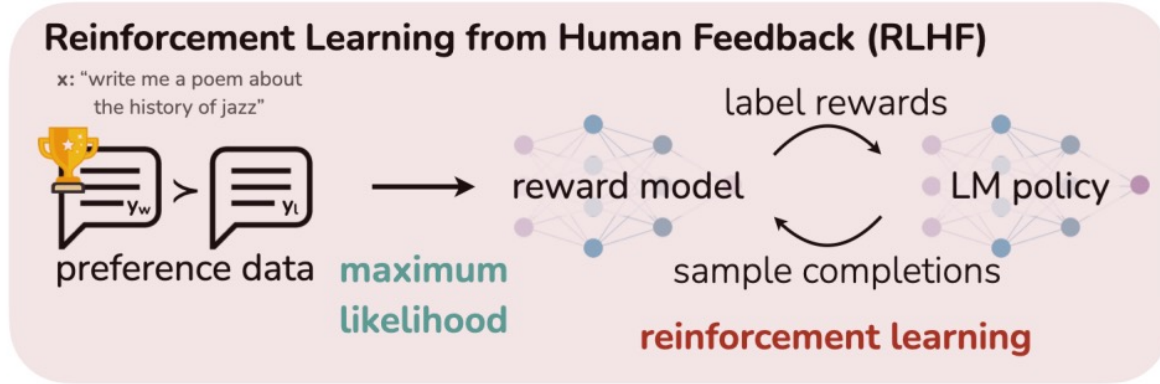 Reinforcement Learning from Human Feedback (RLHF)
x: “write me a poem about
the history of jazz”
label rewards
yw
≻
yl
reward model
LM policy
preference data
maximum
likelihood
sample completions
reinforcement learning